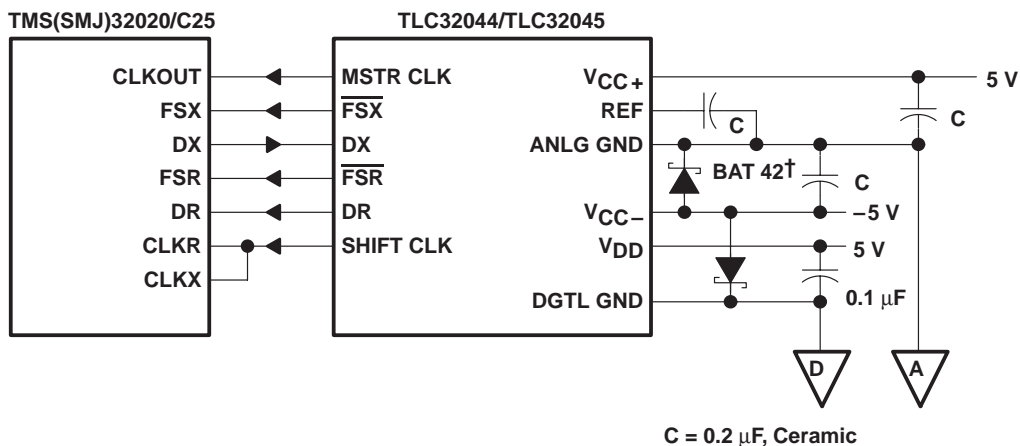 TMS(SMJ)32020/C25
TLC32044/TLC32045
CLKOUT
FSX
DX
FSR
DR
CLKR
CLKX
MSTR CLK
FSX
DX
FSR
DR
SHIFT CLK
VCC+
REF
ANLG GND
VCC−
VDD
DGTL GND
C
BAT 42†
C
C
5 V
−5 V
5 V
0.1 μF
D
A
C = 0.2 μF, Ceramic